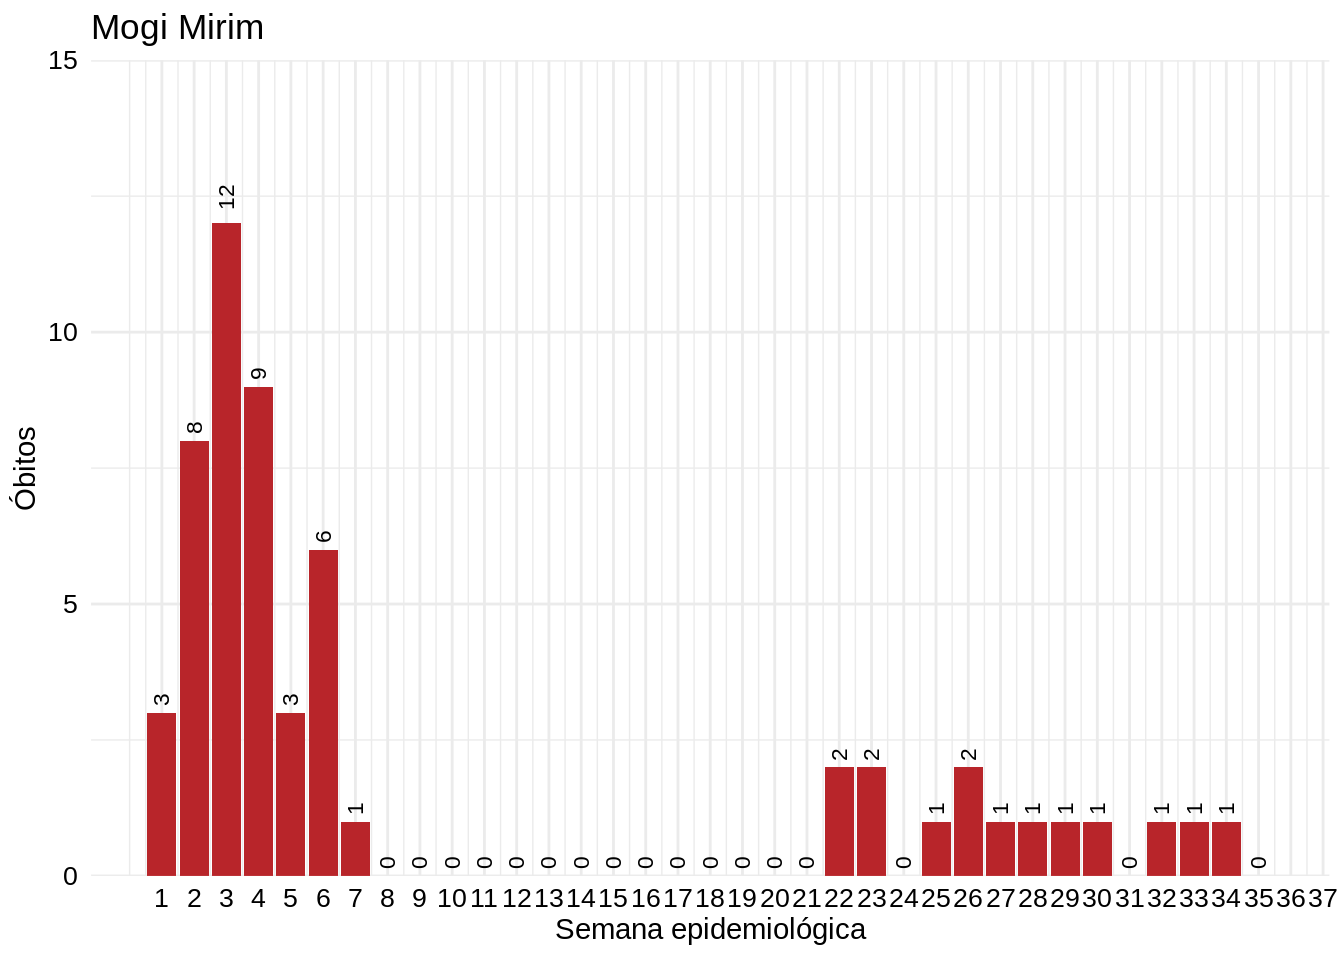 Mogi Mirim
15
10
5
0
Óbitos
3 8 12 9 3 6 1 0 0 0 0 0 0 0 0 0 0 0 0 0 0 2 2 0 1 2 1 1 1 1 0 1 1 1 0
1 2 3 4 5 6 7 8 9 10 11 12 13 14 15 16 17 18 19 20 21 22 23 24 25 26 27 28 29 30 31 32 33 34 35 36 37
Semana epidemiológica